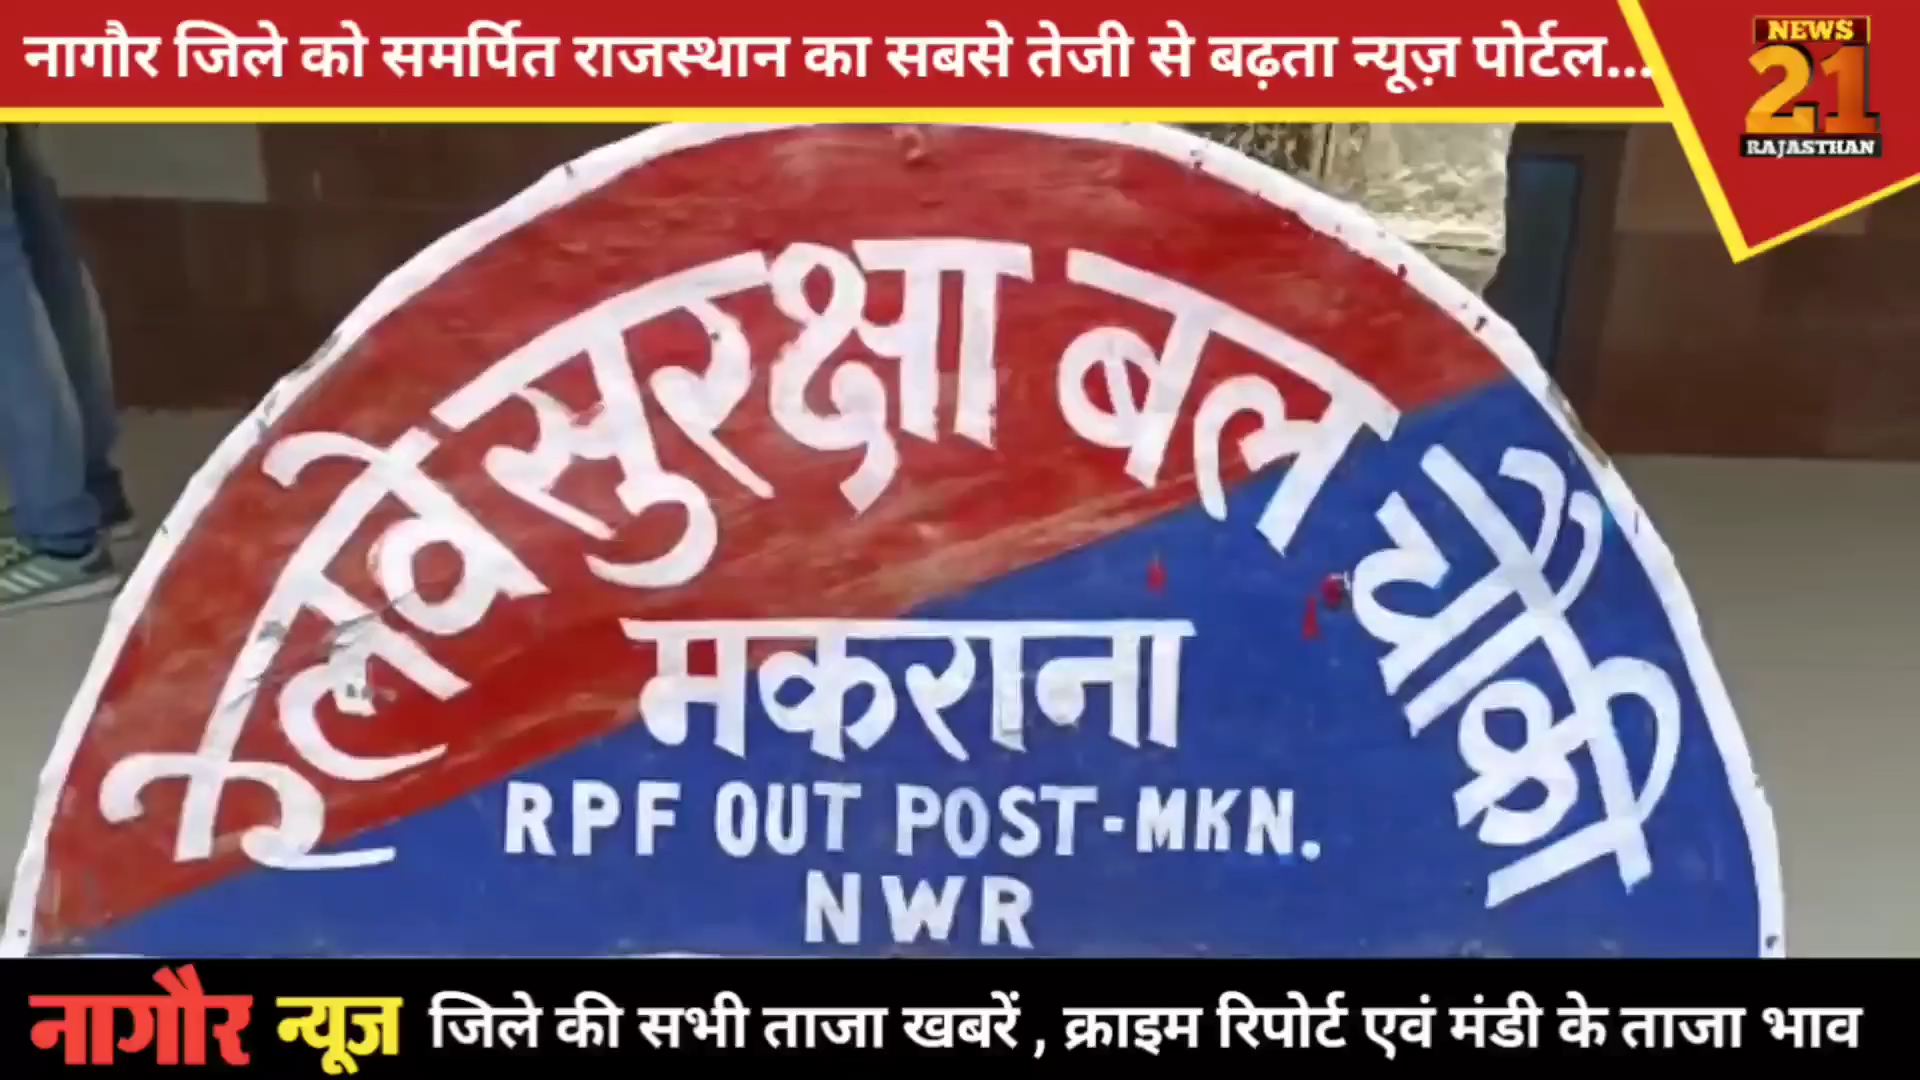 नागौर जिले को समर्पित राजस्थान का सबसे तेजी से बढ़ता न्यूज़ पोर्टल...
NEWS
21
RAJASTHAN
रेलवे सुरक्षा बल चौकी
मकराना
RPF OUT POST-MKN.
NWR
नागौर न्यूज जिले की सभी ताजा खबरें , क्राइम रिपोर्ट एवं मंडी के ताजा भाव